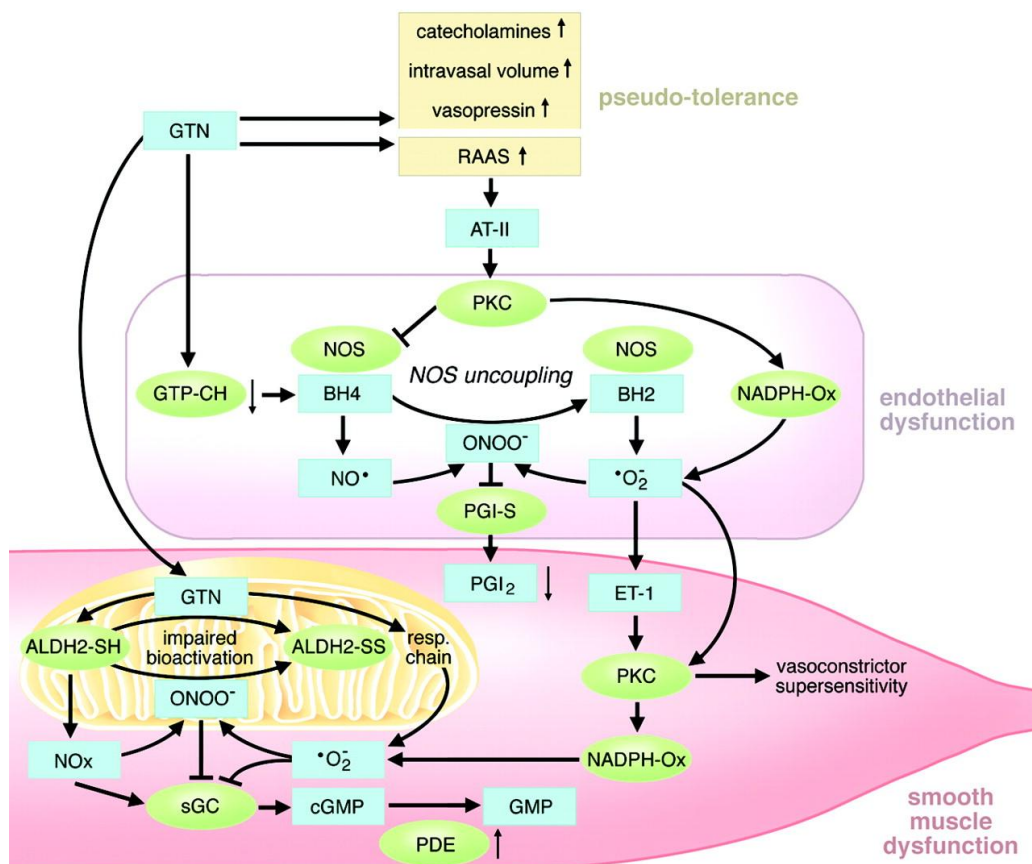 catecholamines ↑
intravasal volume ↑
vasopressin ↑
pseudo-tolerance
GTN
RAAS ↑
AT-II
PKC
NOS
NOS
NOS uncoupling
GTP-CH ↓
BH4
BH2
NADPH-Ox
endothelial
dysfunction
ONOO⁻
NO•
•O₂⁻
PGI-S
PGI₂ ↓
ET-1
GTN
ALDH2-SH
impaired
bioactivation
ALDH2-SS
resp.
chain
ONOO⁻
PKC
vasoconstrictor
supersensitivity
NOx
•O₂⁻
NADPH-Ox
sGC
cGMP
GMP
PDE ↑
smooth
muscle
dysfunction